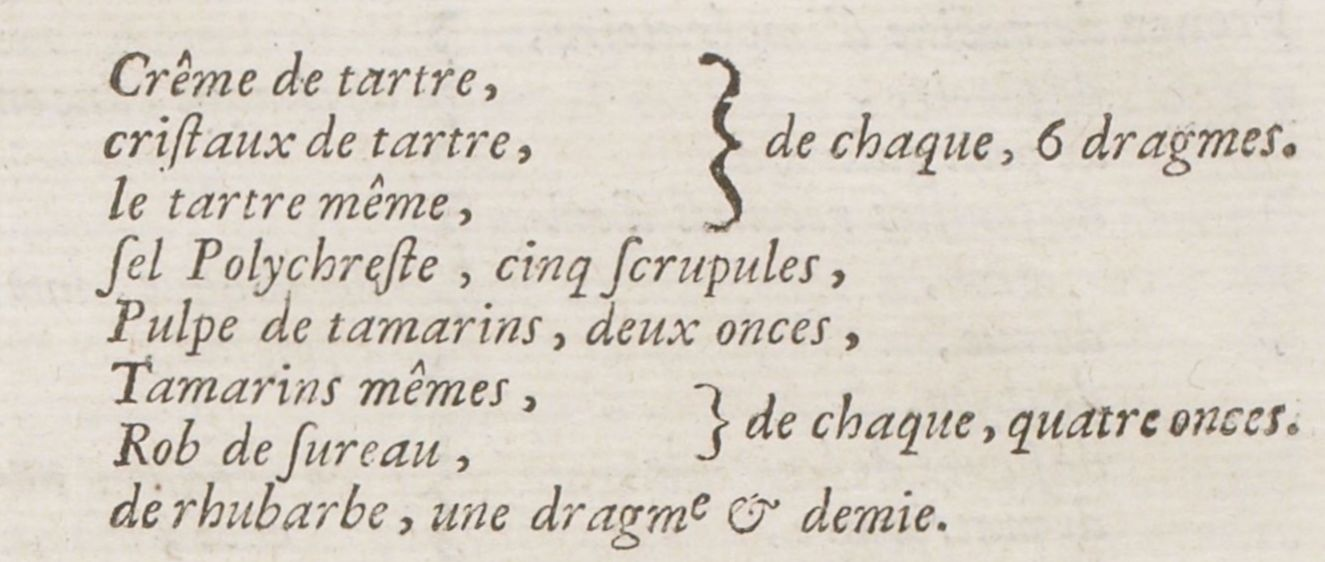 Crême de tartre,
criſtaux de tartre, } de chaque, 6 dragmes.
le tartre même,
ſel Polychreſte, cinq ſcrupules,
Pulpe de tamarins, deux onces,
Tamarins mêmes,
} de chaque, quatre onces.
Rob de ſureau,
de rhubarbe, une dragme & demie.